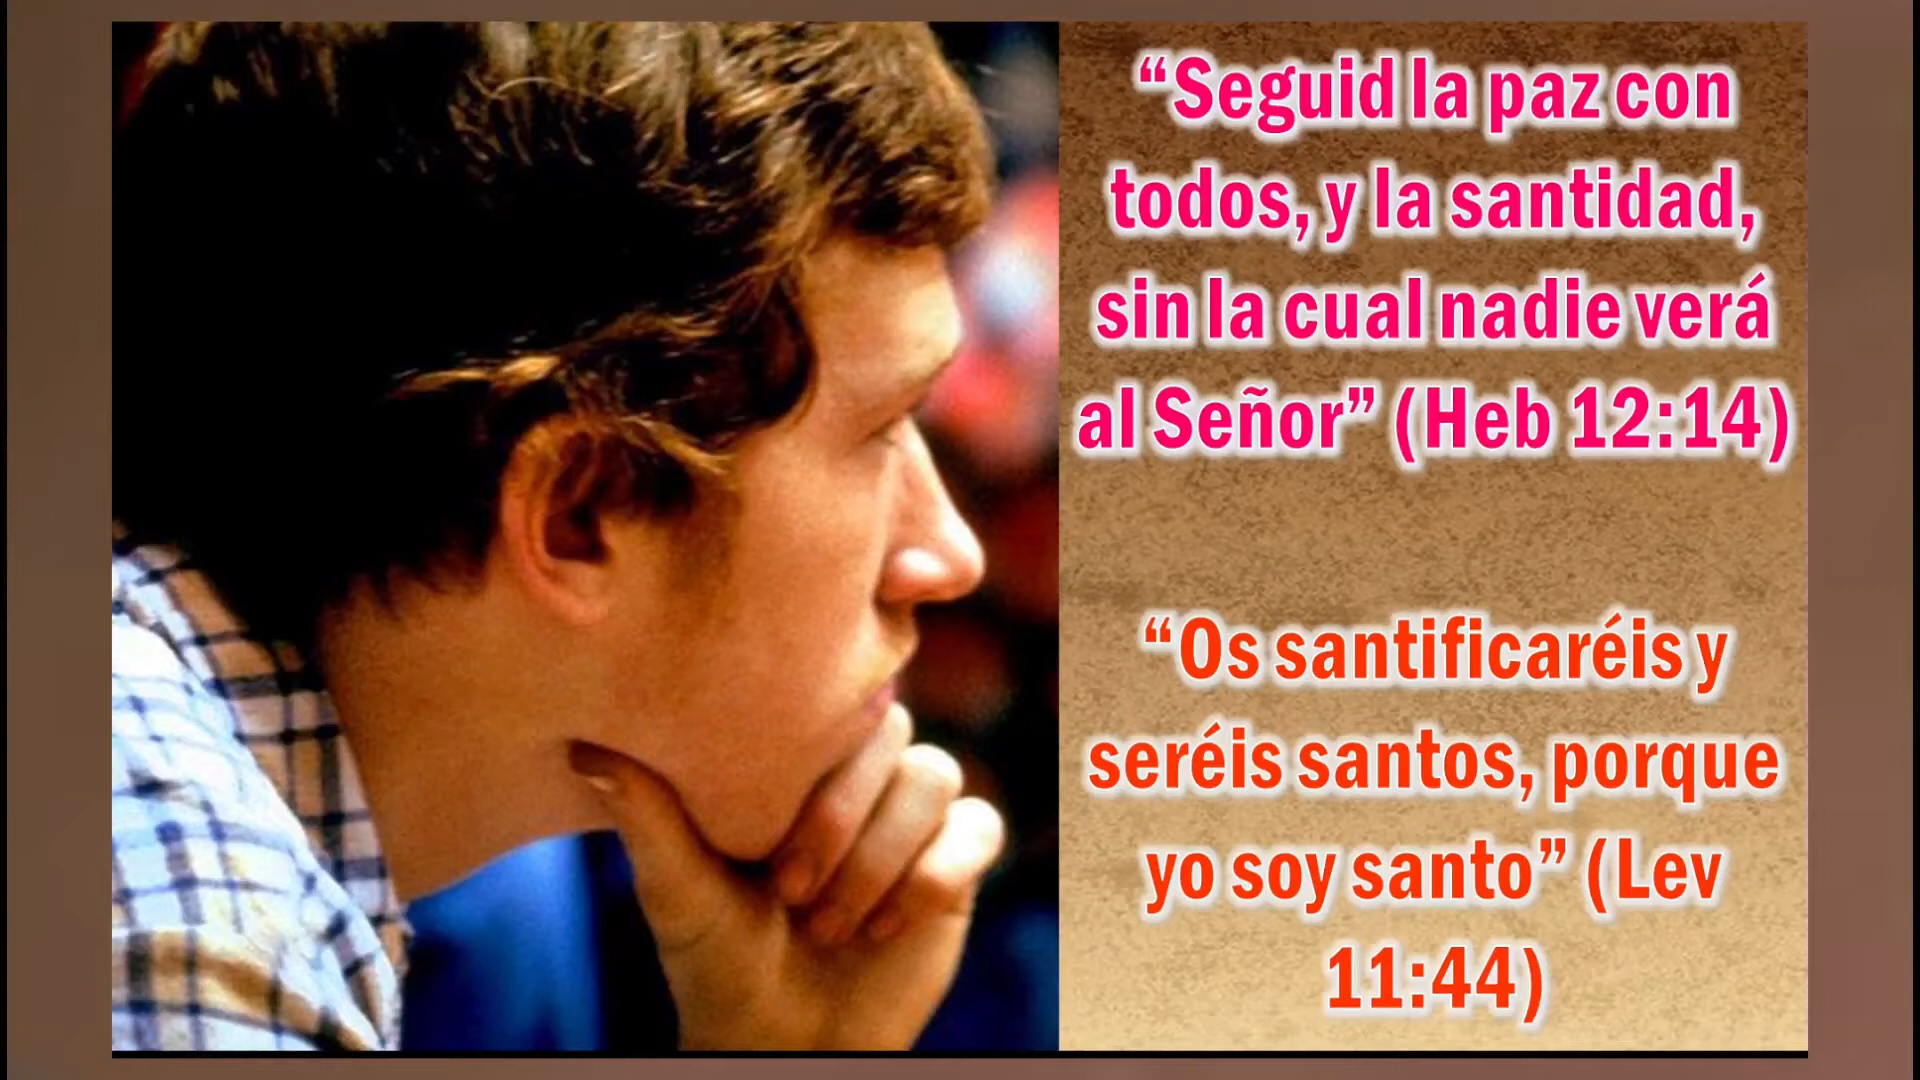 “Seguid la paz con
todos, y la santidad,
sin la cual nadie verá
al Señor” (Heb 12:14)
“Os santificaréis y
seréis santos, porque
yo soy santo” (Lev
11:44)